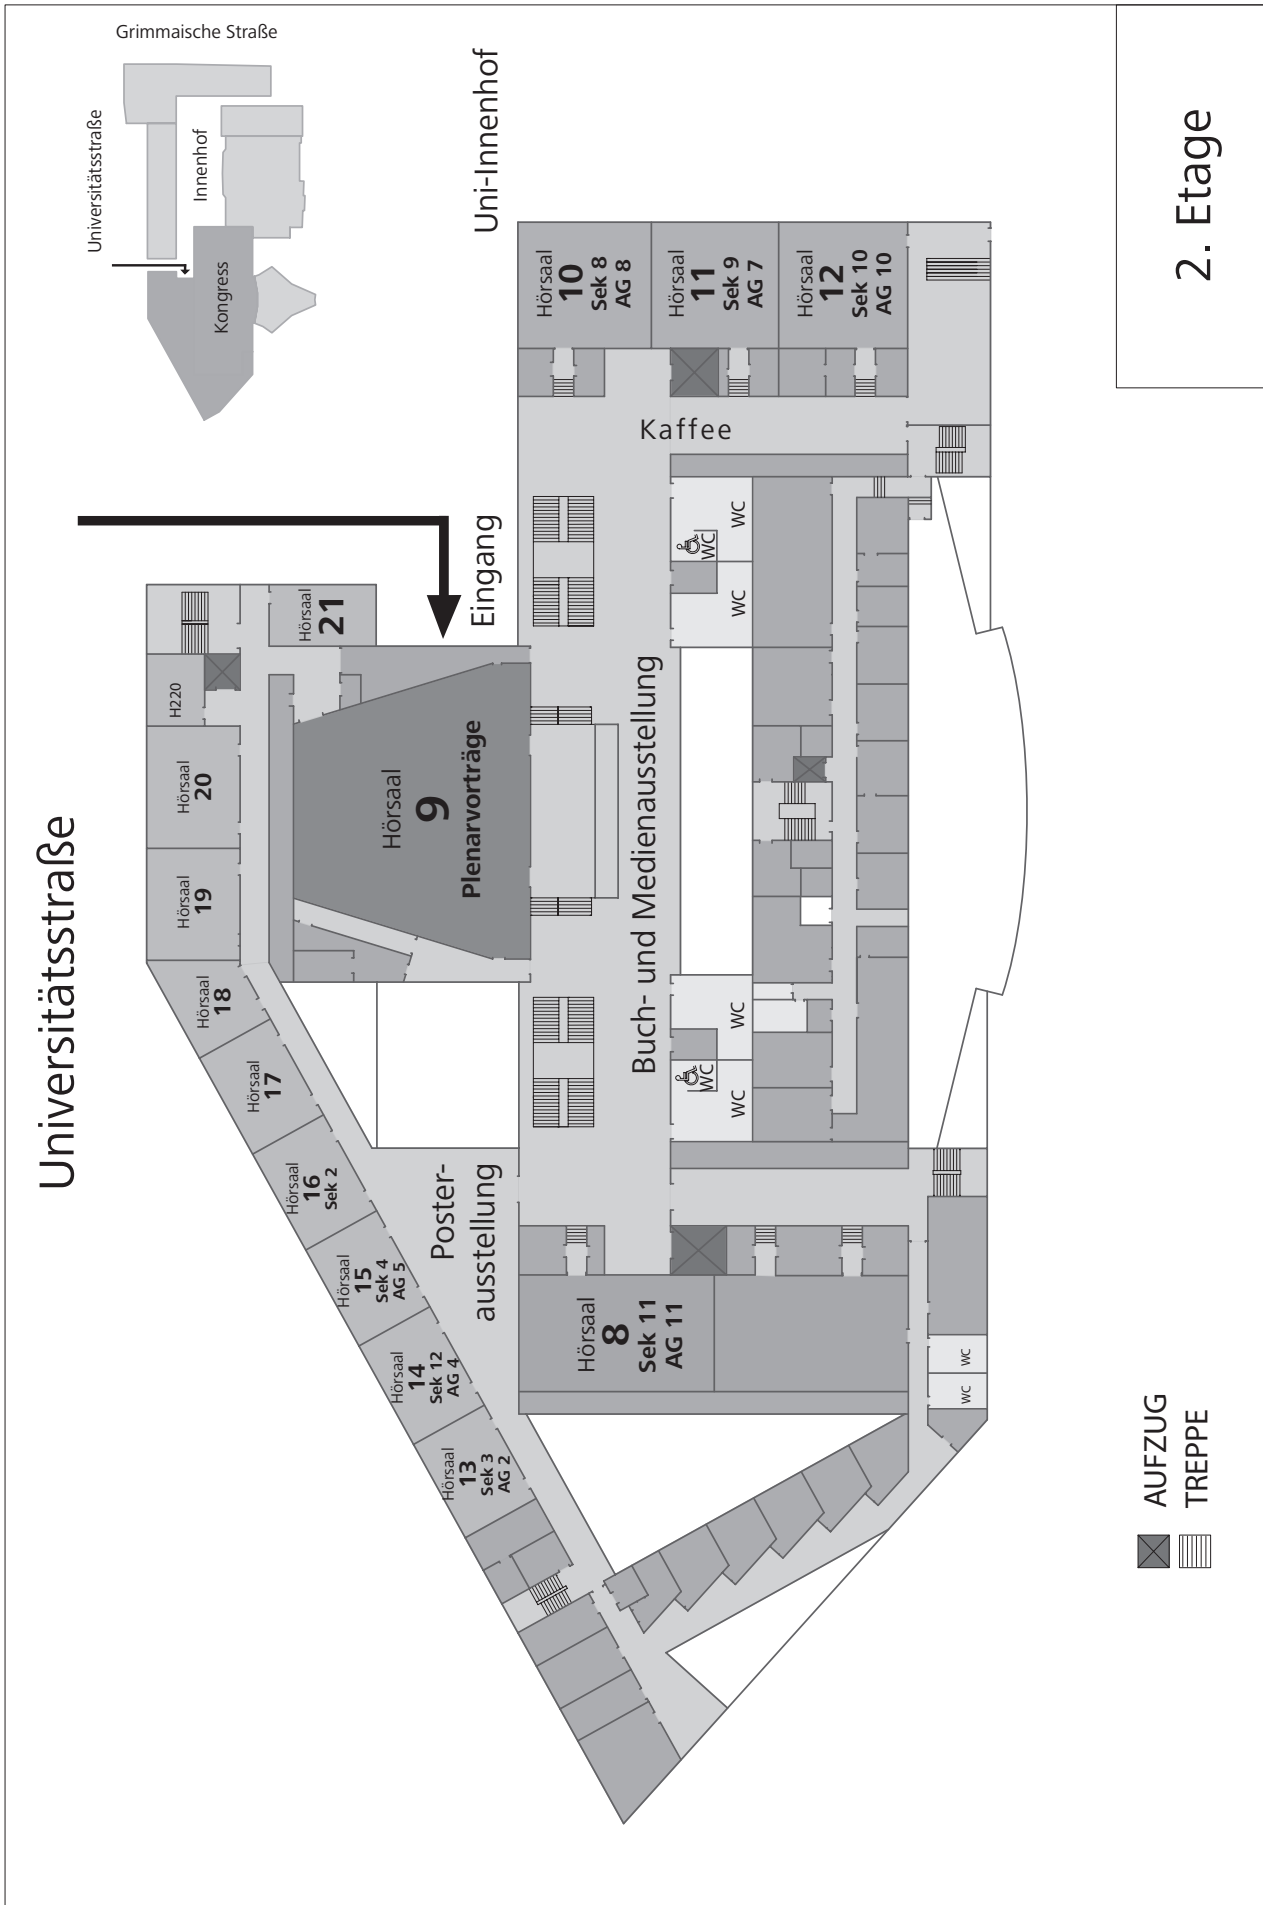 Grimmaische Straße
Universitätsstraße
Innenhof
Kongress
Uni-Innenhof
2. Etage
Hörsaal
10
Sek 8
AG 8
Hörsaal
11
Sek 9
AG 7
Hörsaal
12
Sek 10
AG 10
Kaffee
Eingang
WC
WC
WC
Hörsaal
21
H220
Hörsaal
20
Hörsaal
19
Hörsaal
18
Hörsaal
17
Hörsaal
16
Sek 2
Hörsaal
15
Sek 4
AG 5
Hörsaal
14
Sek 12
AG 4
Hörsaal
13
Sek 3
AG 2
Universitätsstraße
Hörsaal
9
Plenarvorträge
Buch- und Medienausstellung
WC
WC
WC
Poster-
ausstellung
Hörsaal
8
Sek 11
AG 11
WC
WC
AUFZUG
TREPPE